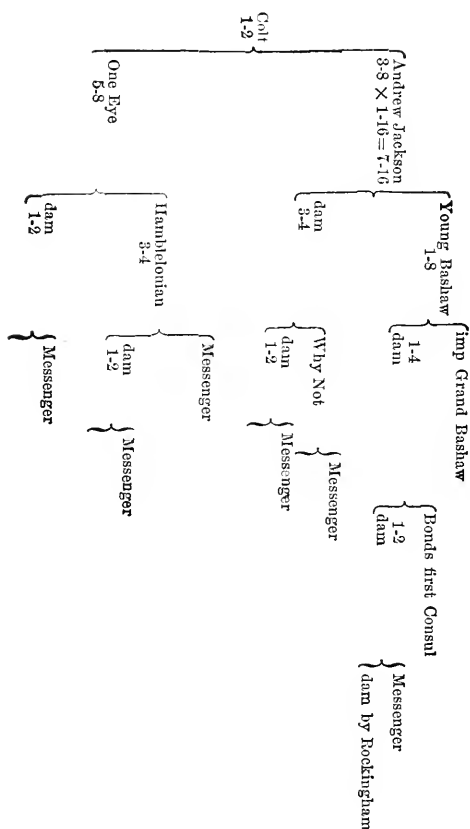 Colt
1-2
Andrew Jackson
3-8 × 1-16=7-16
One Eye
5-8
Young Bashaw
1-8
dam
3-4
Hambletonian
3-4
dam
1-2
imp Grand Bashaw
1-4
dam
Why Not
1-2
dam
Messenger
dam
1-2
Messenger
Bonds first Consul
1-2
dam
Messenger
Messenger
Messenger
Messenger
dam by Rockingham